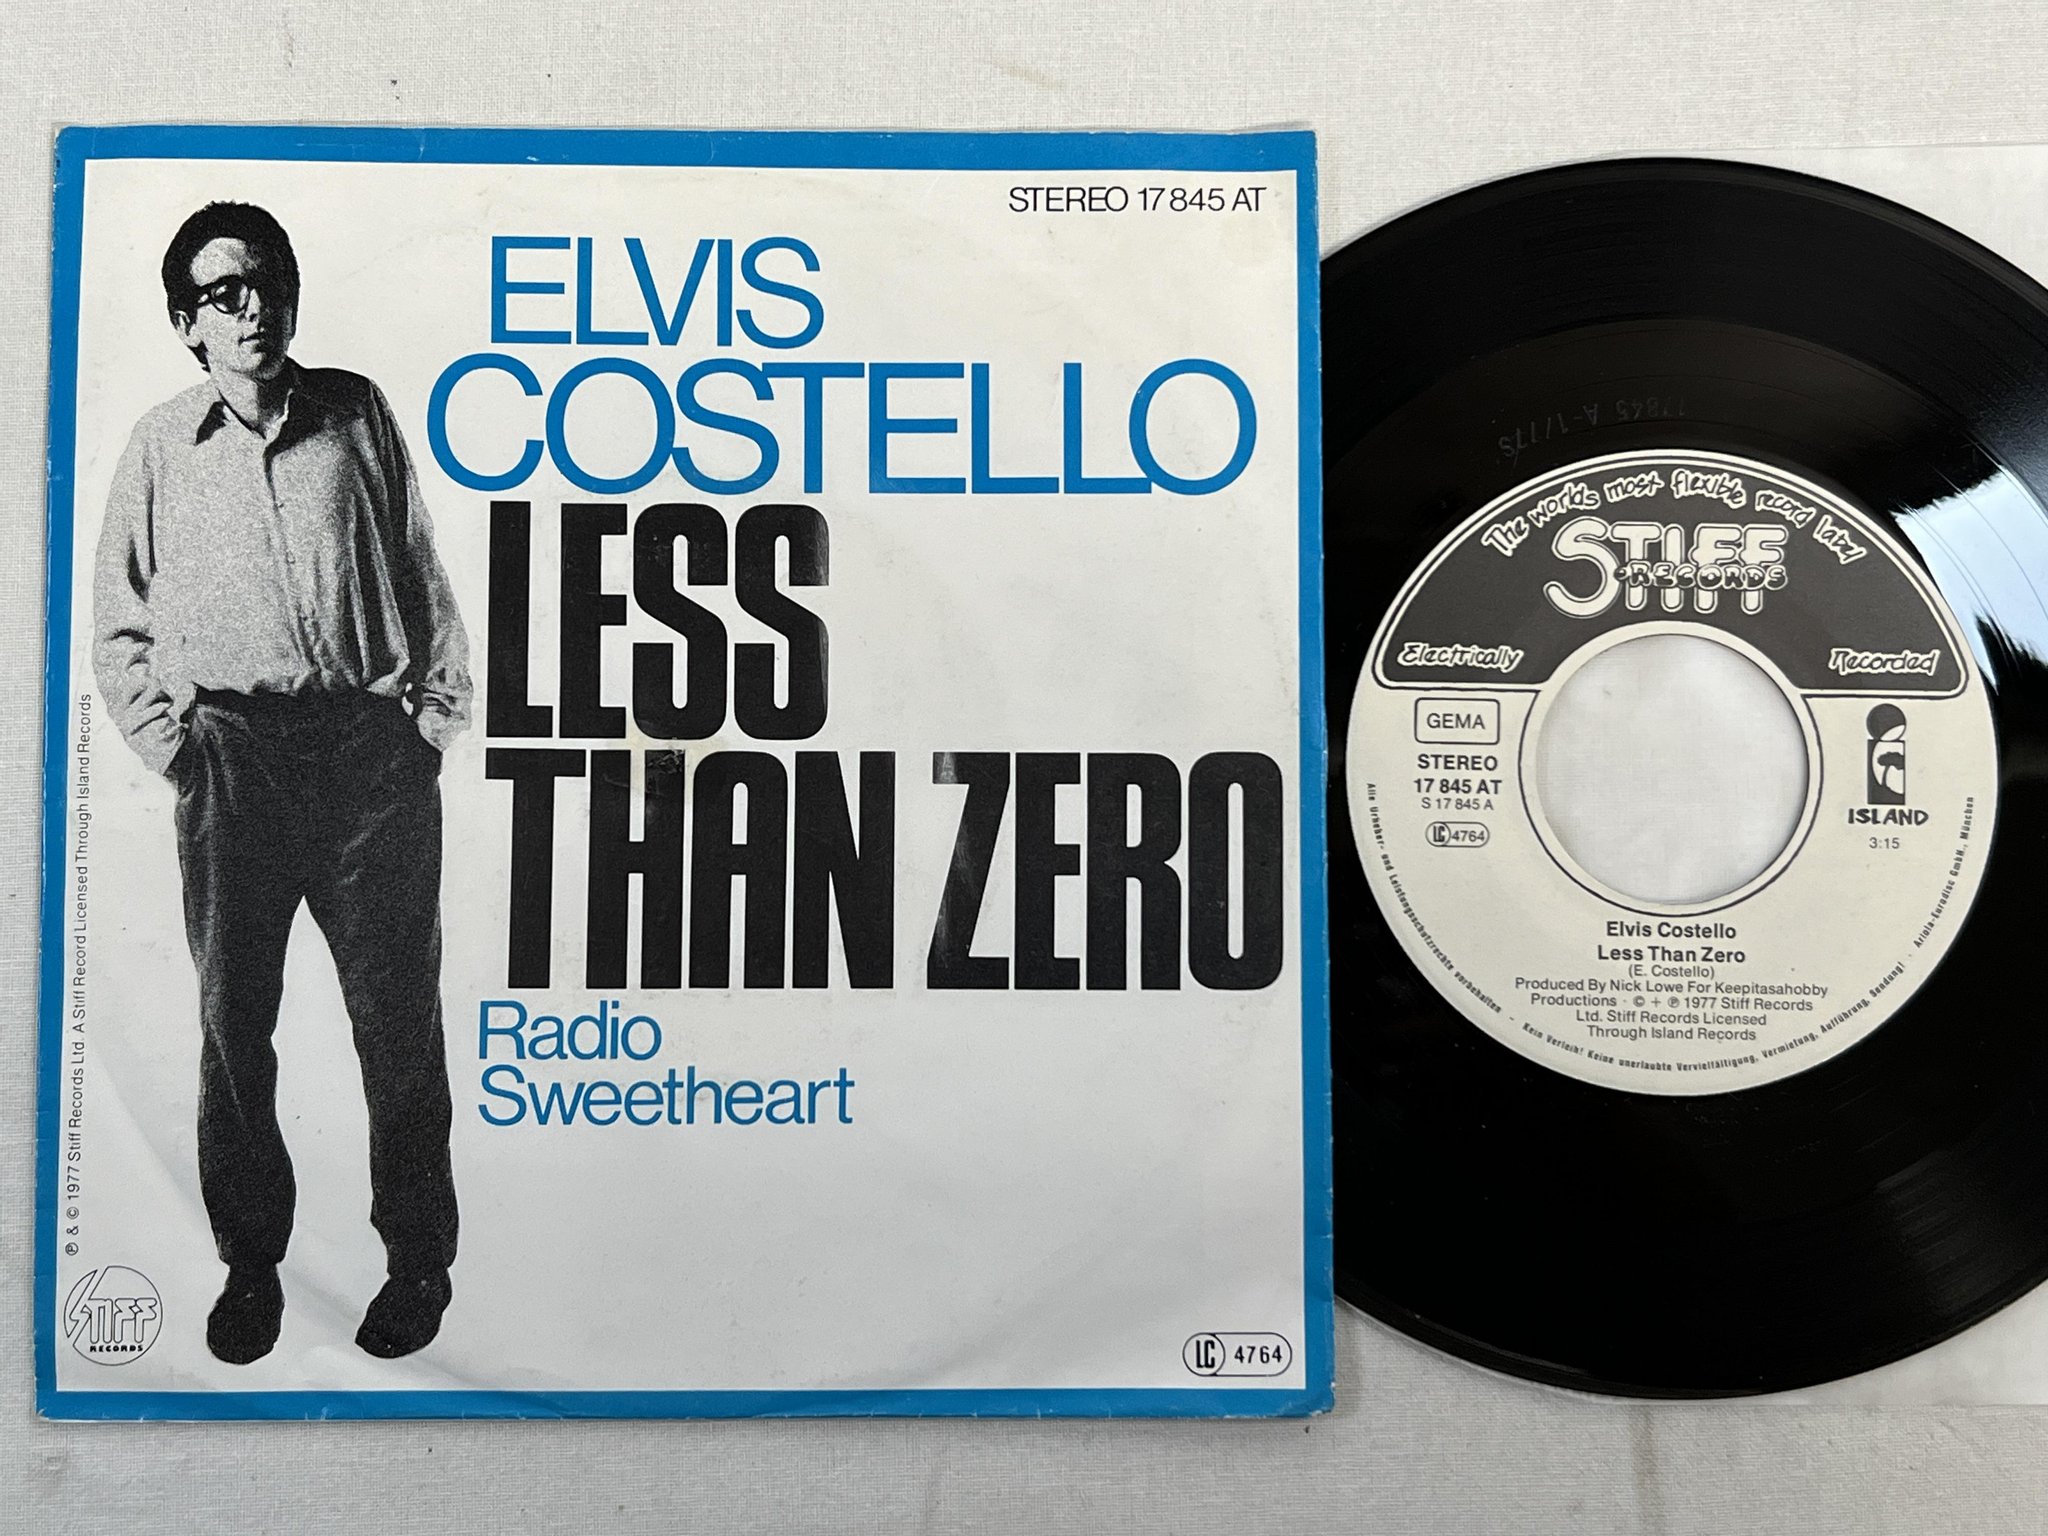 STEREO 17 845 AT
ELVIS
COSTELLO
LESS
THAN ZERO
Radio
Sweetheart
℗ & © 1977 Stiff Records Ltd. A Stiff Record Licensed Through Island Records
STIFF
RECORDS
LC 4764
17845 A-1/77S
The worlds most flexible record label
STIFF
RECORDS
Electrically Recorded
GEMA
STEREO
17 845 AT
S 17 845 A
LC 4764
ISLAND
3:15
Elvis Costello
Less Than Zero
(E. Costello)
Produced By Nick Lowe For Keepitasahobby
Productions · © + ℗ 1977 Stiff Records
Ltd. Stiff Records Licensed
Through Island Records
Alle Urheber- und Leistungsschutzrechte vorbehalten – Kein Verleih! Keine unerlaubte Vervielfältigung, Vermietung, Aufführung, Sendung! · Ariola-Eurodisc GmbH., München